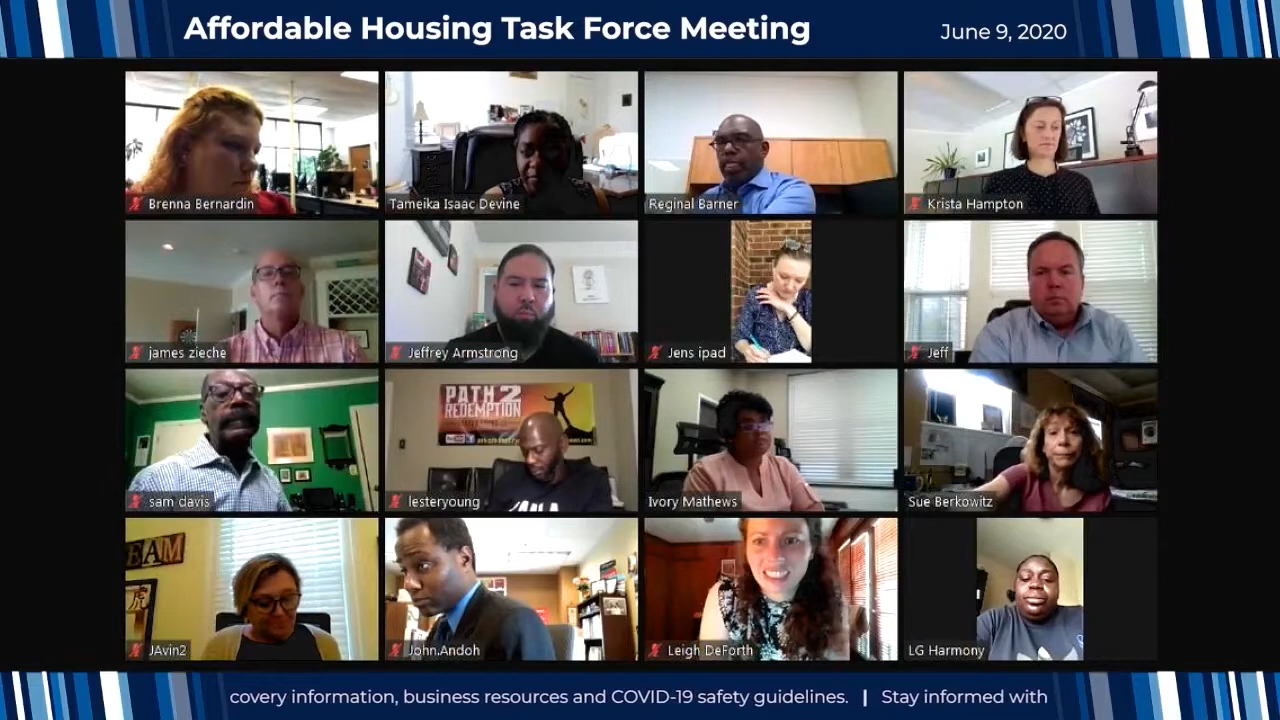 Affordable Housing Task Force Meeting
June 9, 2020
Brenna Bernardin
Tameika Isaac Devine
Reginal Barner
Krista Hampton
james zieche
Jeffrey Armstrong
Jens ipad
Jeff
PATH 2
REDEMPTION
sam davis
lesteryoung
Ivory Mathews
Sue Berkowitz
EAM
JAvin2
John.Andoh
Leigh DeForth
LG Harmony
covery information, business resources and COVID-19 safety guidelines. | Stay informed with